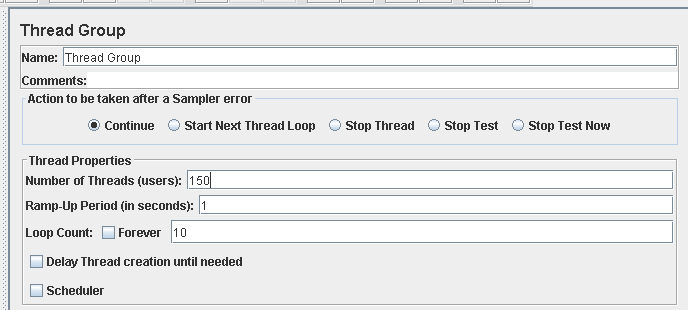 Thread Group
Name: Thread Group
Comments:
Action to be taken after a Sampler error
Continue Start Next Thread Loop Stop Thread Stop Test Stop Test Now
Thread Properties
Number of Threads (users): 150
Ramp-Up Period (in seconds): 1
Loop Count: Forever 10
Delay Thread creation until needed
Scheduler